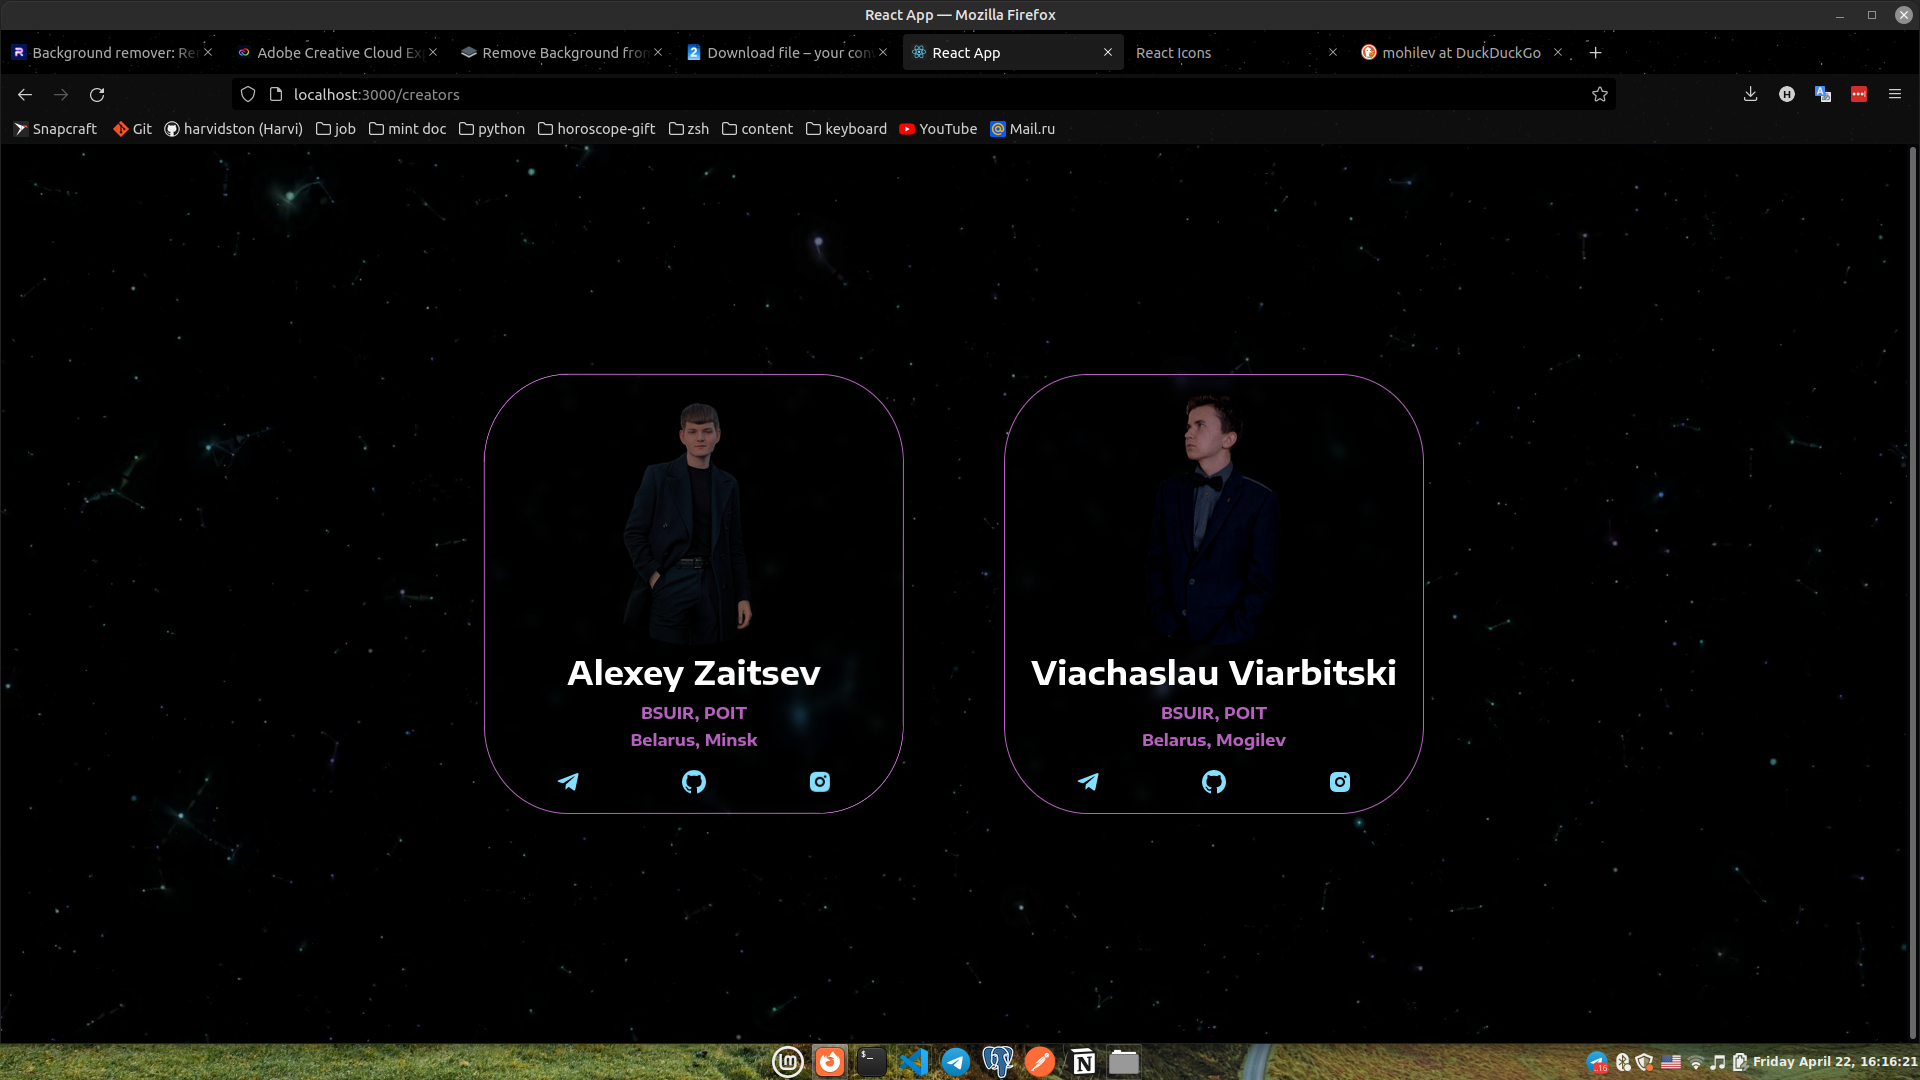 React App — Mozilla Firefox
Background remover: Re
Adobe Creative Cloud Ex
Remove Background fron
Download file – your con
React App
React Icons
mohilev at DuckDuckGo
localhost:3000/creators
Snapcraft
Git
harvidston (Harvi)
job
mint doc
python
horoscope-gift
zsh
content
keyboard
YouTube
Mail.ru
Alexey Zaitsev
BSUIR, POIT
Belarus, Minsk
Viachaslau Viarbitski
BSUIR, POIT
Belarus, Mogilev
16
Friday April 22, 16:16:21